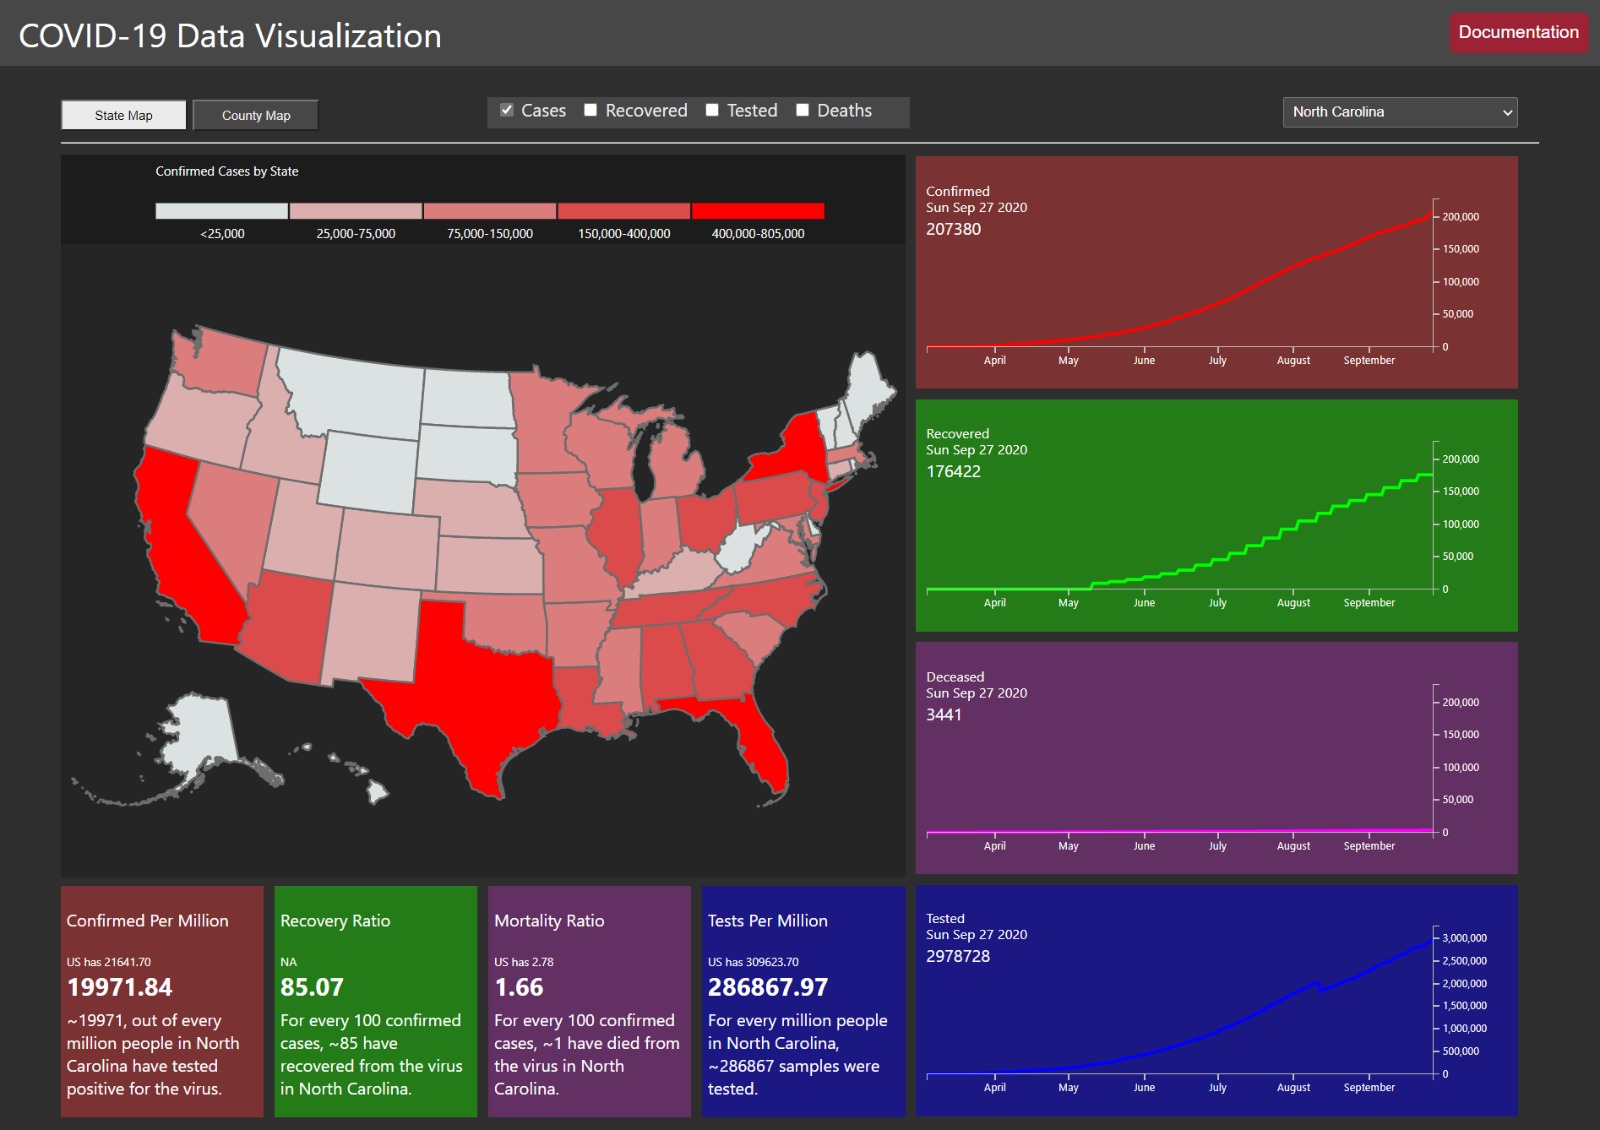 COVID-19 Data Visualization
Documentation
State Map
County Map
Cases
Recovered
Tested
Deaths
North Carolina
Confirmed Cases by State
<25,000
25,000-75,000
75,000-150,000
150,000-400,000
400,000-805,000
Confirmed
Sun Sep 27 2020
207380
200,000
150,000
100,000
50,000
0
April
May
June
July
August
September
Recovered
Sun Sep 27 2020
176422
200,000
150,000
100,000
50,000
0
April
May
June
July
August
September
Deceased
Sun Sep 27 2020
3441
200,000
150,000
100,000
50,000
0
April
May
June
July
August
September
Confirmed Per Million
US has 21641.70
19971.84
~19971, out of every
million people in North
Carolina have tested
positive for the virus.
Recovery Ratio
NA
85.07
For every 100 confirmed
cases, ~85 have
recovered from the virus
in North Carolina.
Mortality Ratio
US has 2.78
1.66
For every 100 confirmed
cases, ~1 have died from
the virus in North
Carolina.
Tests Per Million
US has 309623.70
286867.97
For every million people
in North Carolina,
~286867 samples were
tested.
Tested
Sun Sep 27 2020
2978728
3,000,000
2,500,000
2,000,000
1,500,000
1,000,000
500,000
0
April
May
June
July
August
September